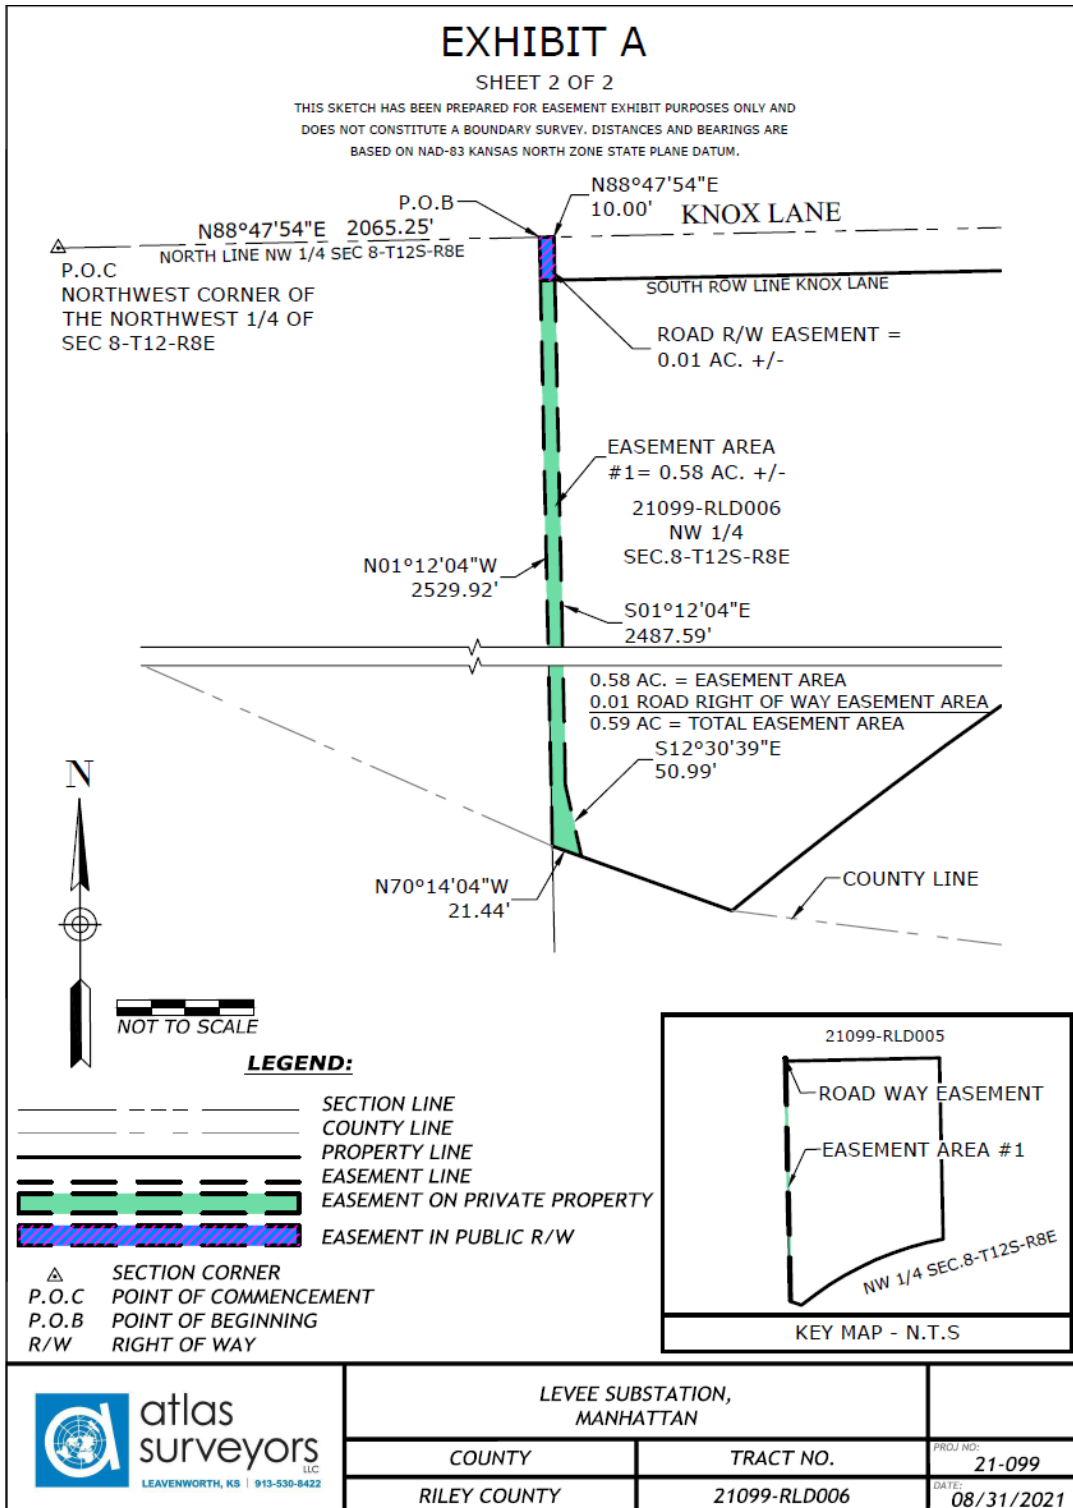 EXHIBIT A
SHEET 2 OF 2
THIS SKETCH HAS BEEN PREPARED FOR EASEMENT EXHIBIT PURPOSES ONLY AND
DOES NOT CONSTITUTE A BOUNDARY SURVEY. DISTANCES AND BEARINGS ARE
BASED ON NAD-83 KANSAS NORTH ZONE STATE PLANE DATUM.
N88°47'54"E
10.00'
P.O.B
KNOX LANE
N88°47'54"E 2065.25'
NORTH LINE NW 1/4 SEC 8-T12S-R8E
P.O.C
NORTHWEST CORNER OF
THE NORTHWEST 1/4 OF
SEC 8-T12-R8E
SOUTH ROW LINE KNOX LANE
ROAD R/W EASEMENT =
0.01 AC. +/-
EASEMENT AREA
#1= 0.58 AC. +/-
21099-RLD006
NW 1/4
SEC.8-T12S-R8E
N01°12'04"W
2529.92'
S01°12'04"E
2487.59'
0.58 AC. = EASEMENT AREA
0.01 ROAD RIGHT OF WAY EASEMENT AREA
0.59 AC = TOTAL EASEMENT AREA
S12°30'39"E
50.99'
N
N70°14'04"W
21.44'
COUNTY LINE
NOT TO SCALE
LEGEND:
SECTION LINE
COUNTY LINE
PROPERTY LINE
EASEMENT LINE
EASEMENT ON PRIVATE PROPERTY
EASEMENT IN PUBLIC R/W
SECTION CORNER
P.O.C POINT OF COMMENCEMENT
P.O.B POINT OF BEGINNING
R/W RIGHT OF WAY
21099-RLD005
ROAD WAY EASEMENT
EASEMENT AREA #1
NW 1/4 SEC.8-T12S-R8E
KEY MAP - N.T.S
a
atlas
surveyors
LLC
LEAVENWORTH, KS | 913-530-8422
LEVEE SUBSTATION,
MANHATTAN
COUNTY
TRACT NO.
PROJ NO:
21-099
RILEY COUNTY
21099-RLD006
DATE:
08/31/2021